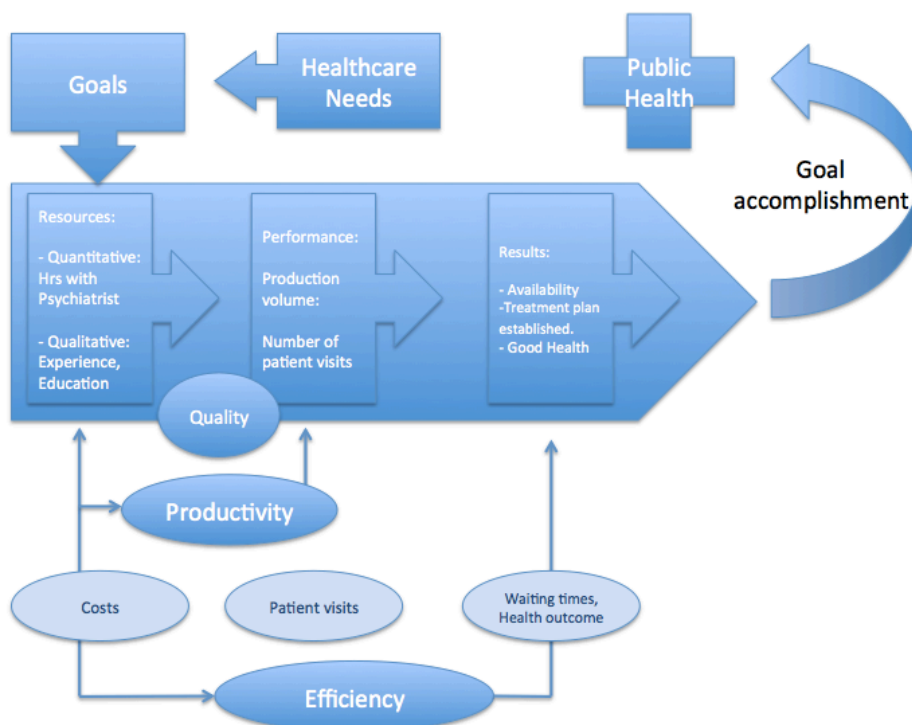 Goals
Healthcare
Needs
Public
Health
Goal
accomplishment
Resources:
- Quantitative:
Hrs with
Psychiatrist
- Qualitative:
Experience,
Education
Performance:
Production
volume:
Number of
patient visits
Results:
- Availability
-Treatment plan
established.
- Good Health
Quality
Productivity
Costs
Patient visits
Waiting times,
Health outcome
Efficiency